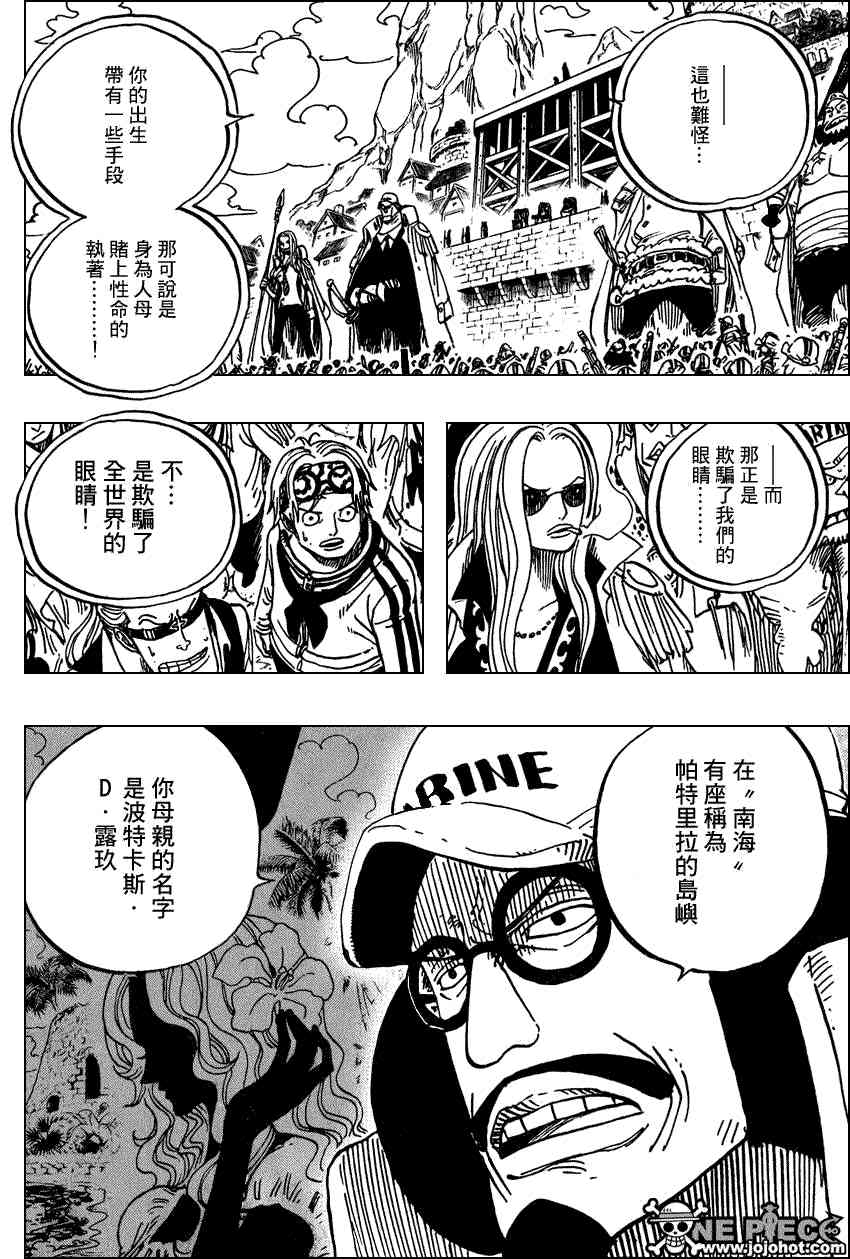 ——
這也難怪…
你的出生
帶有一些手段
那可說是
身為人母
賭上性命的
執著………！
——而
那正是
欺騙了我們的
眼睛………
RINE
不…
是欺騙了
全世界的
眼睛！
在〝南海〞
有座稱為
帕特里拉的島嶼
RINE
你母親的名字
是波特卡斯．
D．露玖
ONE PIECE
www.jojohot.com